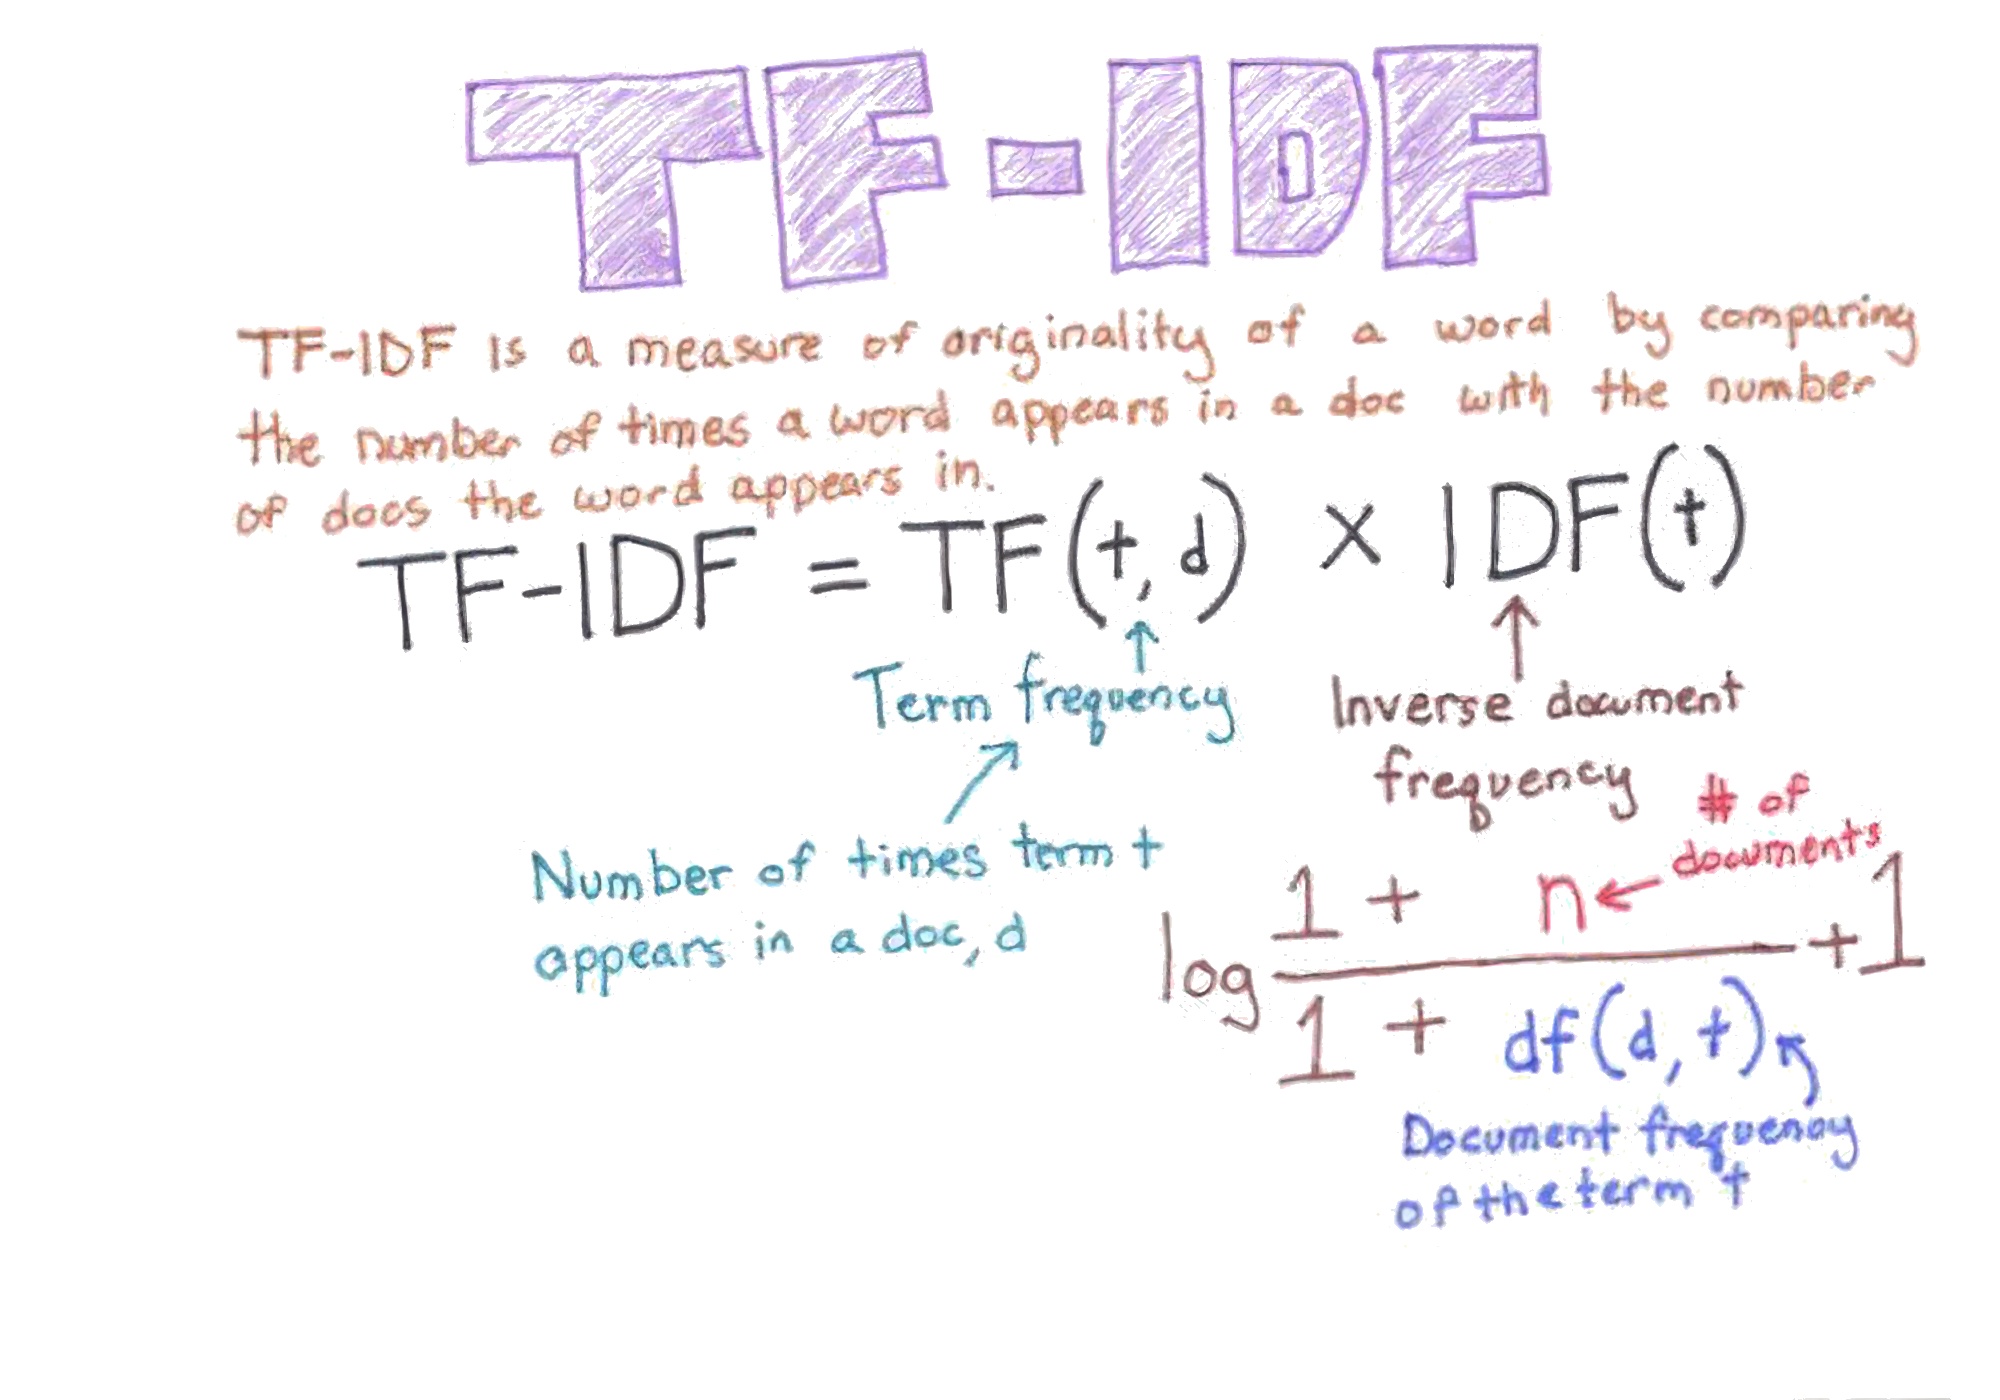 TF-IDF
TF-IDF is a measure of originality of a word by comparing
the number of times a word appears in a doc with the number
of docs the word appears in.
TF-IDF = TF(t, d) × IDF(t)
Term frequency
Inverse document
frequency
Number of times term t
appears in a doc, d
# of
documents
1 + n
log + 1
1 + df(d, t)
Document frequency
of the term t